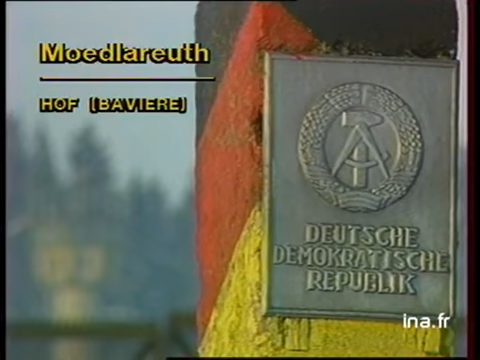 Moedlareuth
HOF (BAVIERE)
DEUTSCHE
DEMOKRATISCHE
REPUBLIK
ina.fr